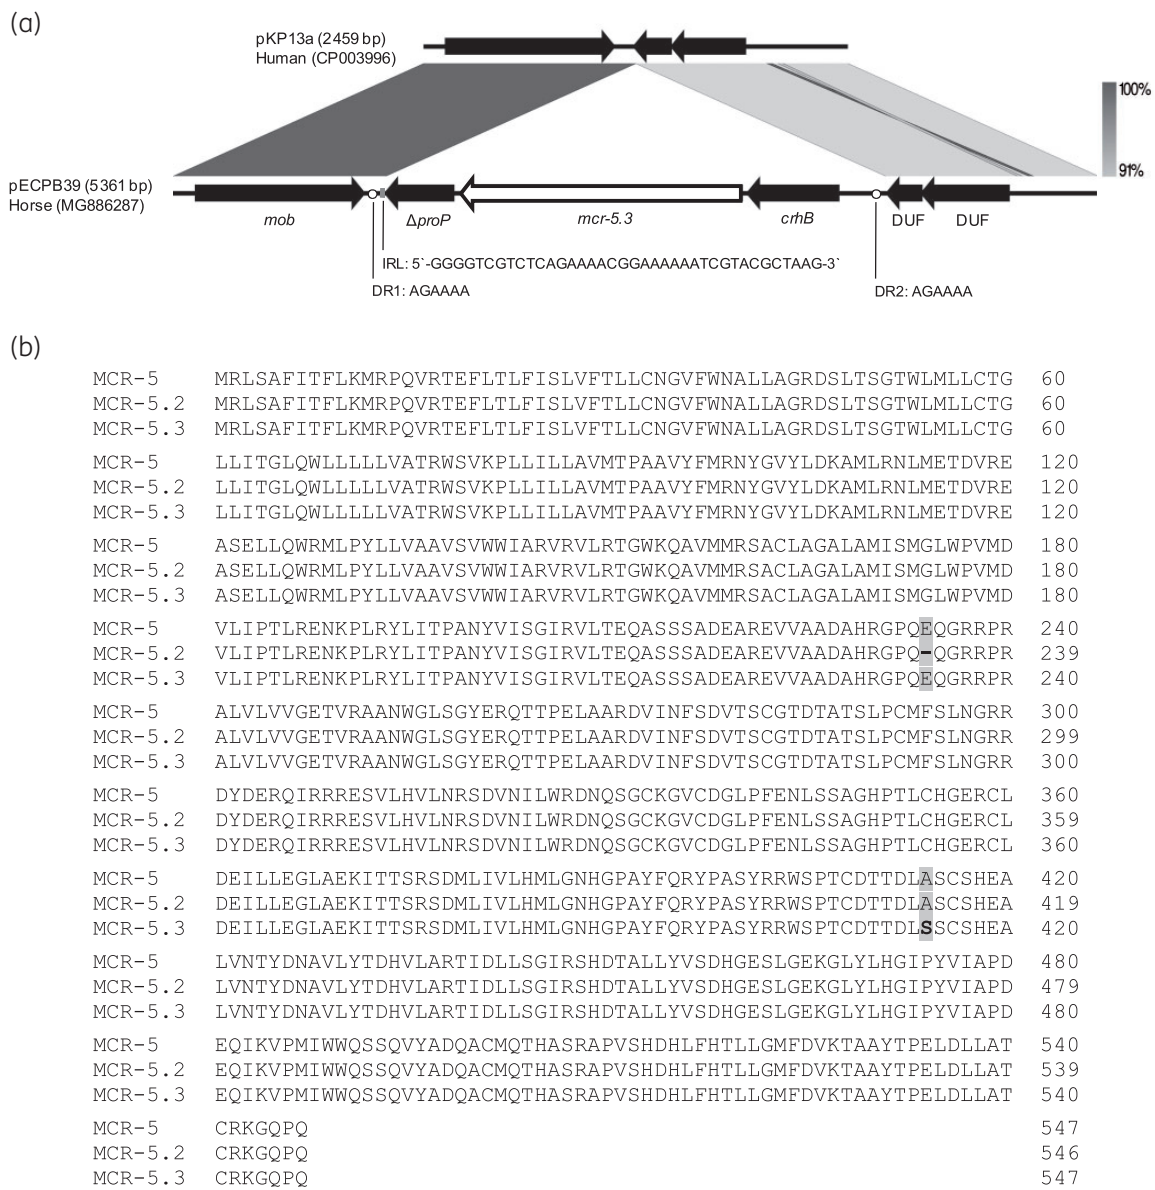 (a)
pKP13a (2459 bp)
Human (CP003996)
100%
91%
pECPB39 (5361 bp)
Horse (MG886287)
mob ΔproP mcr-5.3 crhB DUF DUF
IRL: 5`-GGGGTCGTCTCAGAAAACGGAAAAAATCGTACGCTAAG-3`
DR1: AGAAAA DR2: AGAAAA
(b)
MCR-5 MRLSAFITFLKMRPQVRTEFLTLFISLVFTLLCNGVFWNALLAGRDSLTSGTWLMLLCTG 60
MCR-5.2 MRLSAFITFLKMRPQVRTEFLTLFISLVFTLLCNGVFWNALLAGRDSLTSGTWLMLLCTG 60
MCR-5.3 MRLSAFITFLKMRPQVRTEFLTLFISLVFTLLCNGVFWNALLAGRDSLTSGTWLMLLCTG 60
MCR-5 LLITGLQWLLLLLVATRWSVKPLLILLAVMTPAAVYFMRNYGVYLDKAMLRNLMETDVRE 120
MCR-5.2 LLITGLQWLLLLLVATRWSVKPLLILLAVMTPAAVYFMRNYGVYLDKAMLRNLMETDVRE 120
MCR-5.3 LLITGLQWLLLLLVATRWSVKPLLILLAVMTPAAVYFMRNYGVYLDKAMLRNLMETDVRE 120
MCR-5 ASELLQWRMLPYLLVAAVSVWWIARVRVLRTGWKQAVMMRSACLAGALAMISMGLWPVMD 180
MCR-5.2 ASELLQWRMLPYLLVAAVSVWWIARVRVLRTGWKQAVMMRSACLAGALAMISMGLWPVMD 180
MCR-5.3 ASELLQWRMLPYLLVAAVSVWWIARVRVLRTGWKQAVMMRSACLAGALAMISMGLWPVMD 180
MCR-5 VLIPTLRENKPLRYLITPANYVISGIRVLTEQASSSADEAREVVAADAHRGPQEQGRRPR 240
MCR-5.2 VLIPTLRENKPLRYLITPANYVISGIRVLTEQASSSADEAREVVAADAHRGPQ-QGRRPR 239
MCR-5.3 VLIPTLRENKPLRYLITPANYVISGIRVLTEQASSSADEAREVVAADAHRGPQEQGRRPR 240
MCR-5 ALVLVVGETVRAANWGLSGYERQTTPELAARDVINFSDVTSCGTDTATSLPCMFSLNGRR 300
MCR-5.2 ALVLVVGETVRAANWGLSGYERQTTPELAARDVINFSDVTSCGTDTATSLPCMFSLNGRR 299
MCR-5.3 ALVLVVGETVRAANWGLSGYERQTTPELAARDVINFSDVTSCGTDTATSLPCMFSLNGRR 300
MCR-5 DYDERQIRRRESVLHVLNRSDVNILWRDNQSGCKGVCDGLPFENLSSAGHPTLCHGERCL 360
MCR-5.2 DYDERQIRRRESVLHVLNRSDVNILWRDNQSGCKGVCDGLPFENLSSAGHPTLCHGERCL 359
MCR-5.3 DYDERQIRRRESVLHVLNRSDVNILWRDNQSGCKGVCDGLPFENLSSAGHPTLCHGERCL 360
MCR-5 DEILLEGLAEKITTSRSDMLIVLHMLGNHGPAYFQRYPASYRRWSPTCDTTDLASCSHEA 420
MCR-5.2 DEILLEGLAEKITTSRSDMLIVLHMLGNHGPAYFQRYPASYRRWSPTCDTTDLASCSHEA 419
MCR-5.3 DEILLEGLAEKITTSRSDMLIVLHMLGNHGPAYFQRYPASYRRWSPTCDTTDLSSCSHEA 420
MCR-5 LVNTYDNAVLYTDHVLARTIDLLSGIRSHDTALLYVSDHGESLGEKGLYLHGIPYVIAPD 480
MCR-5.2 LVNTYDNAVLYTDHVLARTIDLLSGIRSHDTALLYVSDHGESLGEKGLYLHGIPYVIAPD 479
MCR-5.3 LVNTYDNAVLYTDHVLARTIDLLSGIRSHDTALLYVSDHGESLGEKGLYLHGIPYVIAPD 480
MCR-5 EQIKVPMIWWQSSQVYADQACMQTHASRAPVSHDHLFHTLLGMFDVKTAAYTPELDLLAT 540
MCR-5.2 EQIKVPMIWWQSSQVYADQACMQTHASRAPVSHDHLFHTLLGMFDVKTAAYTPELDLLAT 539
MCR-5.3 EQIKVPMIWWQSSQVYADQACMQTHASRAPVSHDHLFHTLLGMFDVKTAAYTPELDLLAT 540
MCR-5 CRKGQPQ 547
MCR-5.2 CRKGQPQ 546
MCR-5.3 CRKGQPQ 547